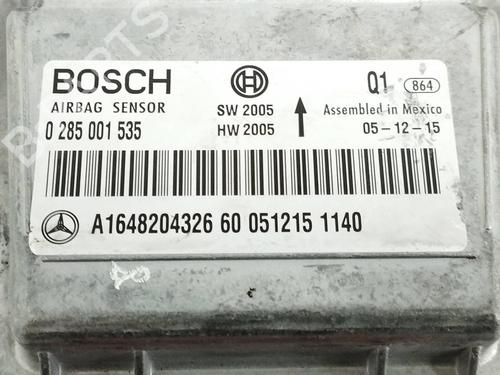 BOSCH Q1 864
AIRBAG SENSOR SW 2005 Assembled in Mexico
0 285 001 535 HW 2005 05-12-15
A1648204326 60 051215 1140